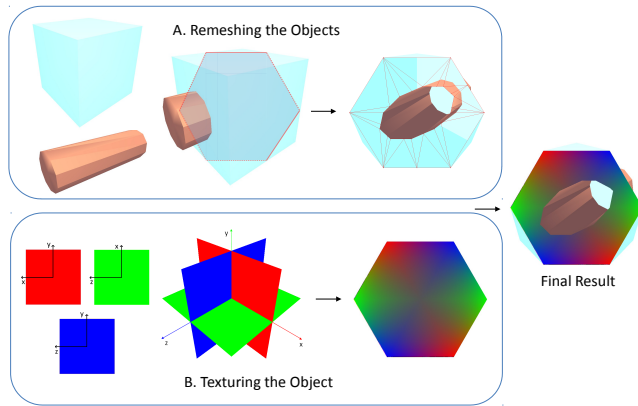 A. Remeshing the Objects
y
x
x
z
y
z
y
z
x
B. Texturing the Object
Final Result